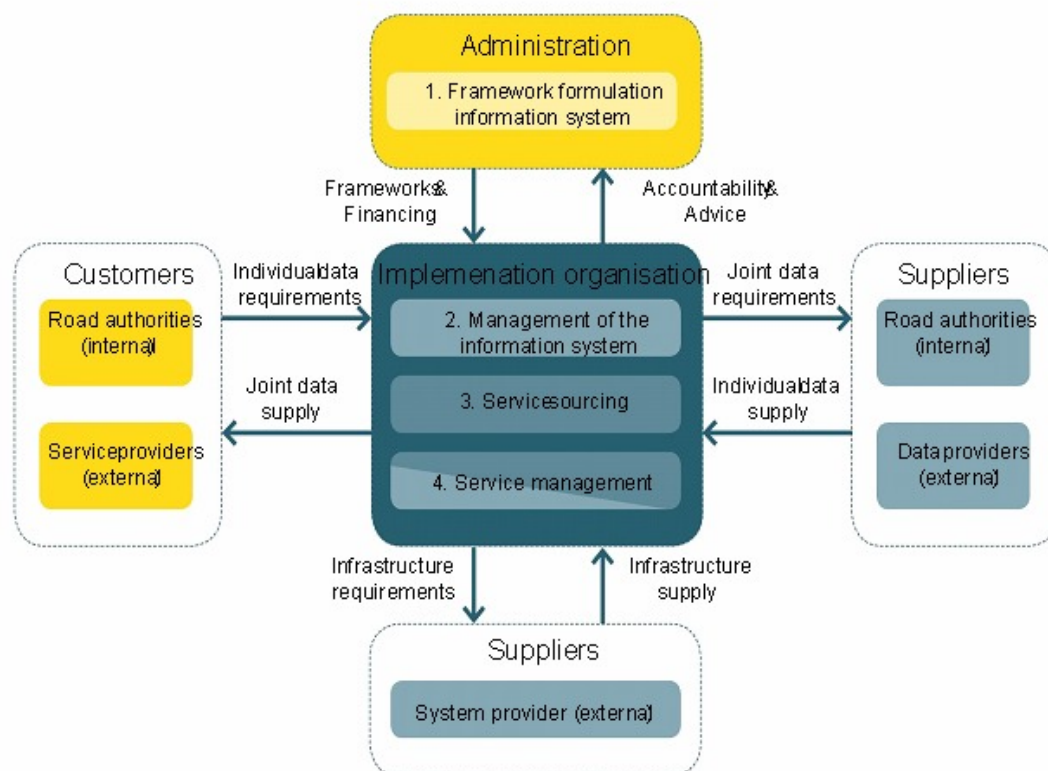 Administration
1. Framework formulation
information system
Frameworks&
Financing
Accountability&
Advice
Customers
Road authorities
(internal)
Serviceproviders
(external)
Individualdata
requirements
Joint data
supply
Implemenation organisation
2. Management of the
information system
3. Servicesourcing
4. Service management
Joint data
requirements
Individualdata
supply
Suppliers
Road authorities
(internal)
Dataproviders
(external)
Infrastructure
requirements
Infrastructure
supply
Suppliers
System provider (external)